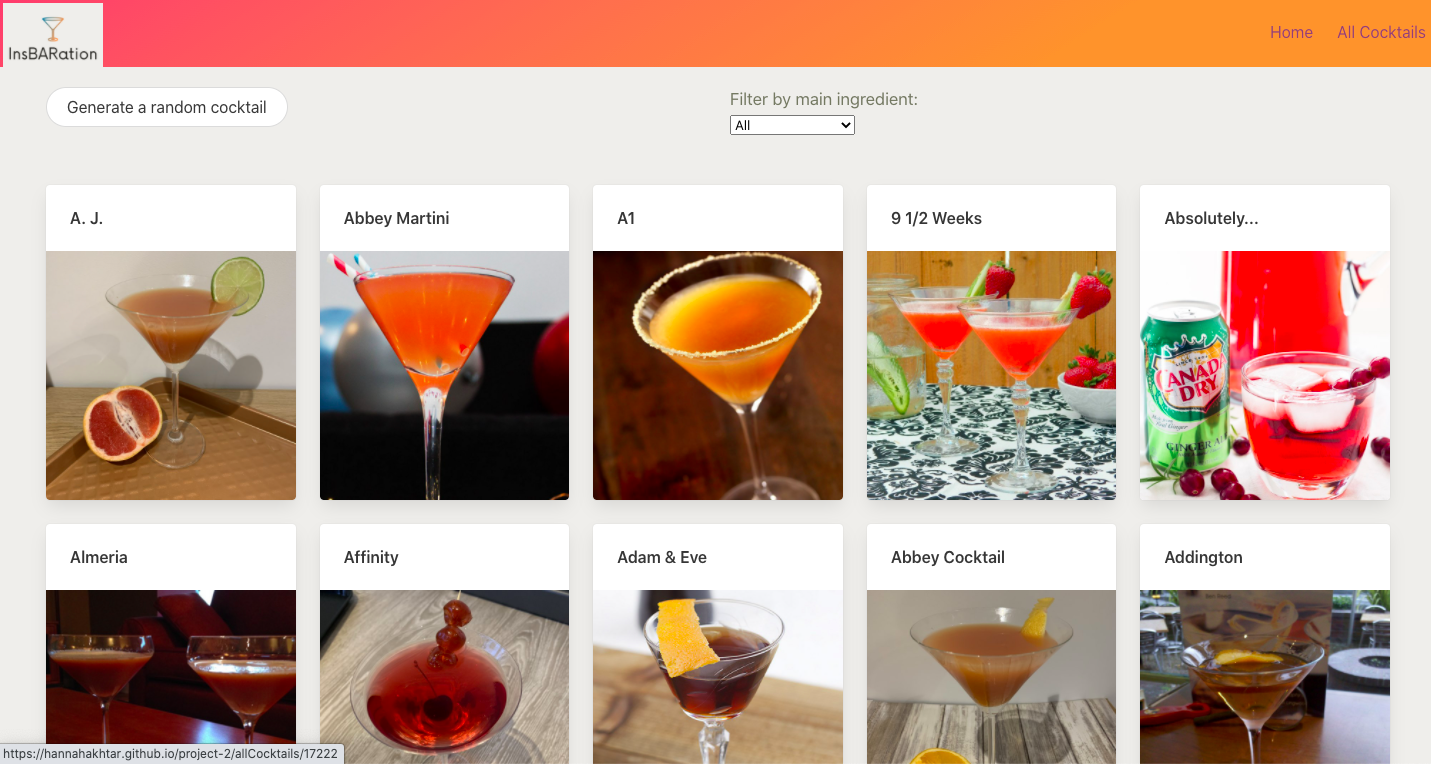 InsBARation
Home
All Cocktails
Generate a random cocktail
Filter by main ingredient:
All
A. J.
Abbey Martini
A1
9 1/2 Weeks
Absolutely...
CANADA
DRY
GINGER ALE
Almeria
Affinity
Adam & Eve
Abbey Cocktail
Addington
https://hannahakhtar.github.io/project-2/allCocktails/17222